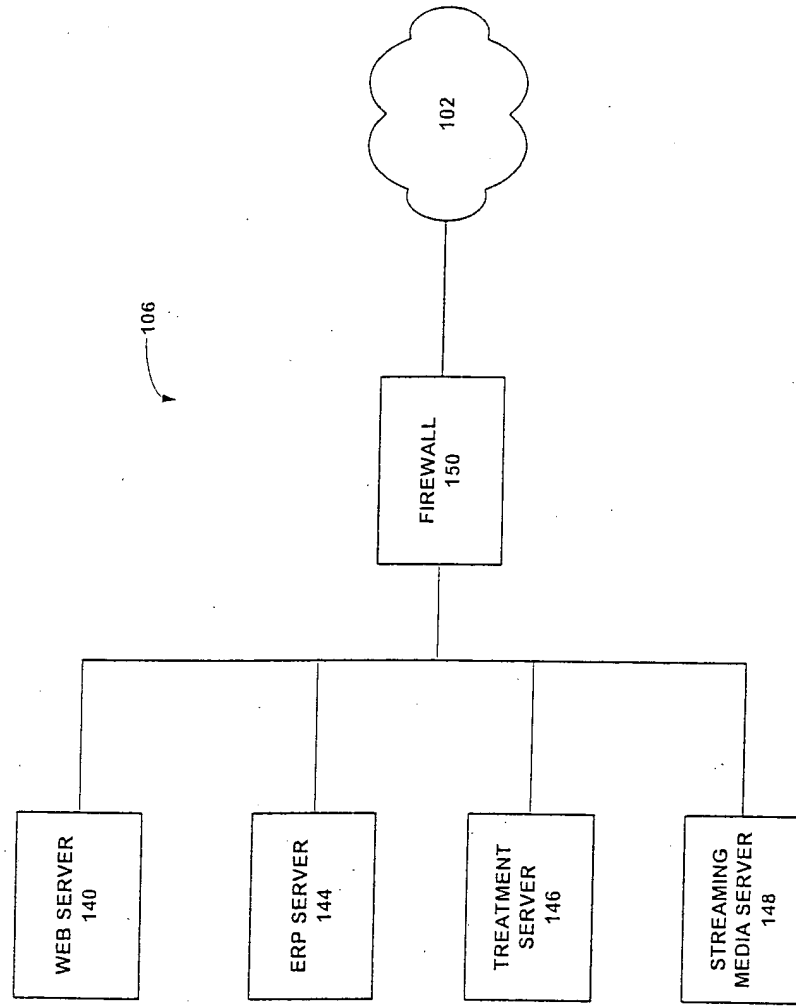 WEB SERVER
140
ERP SERVER
144
TREATMENT
SERVER
146
STREAMING
MEDIA SERVER
148
FIREWALL
150
106
102